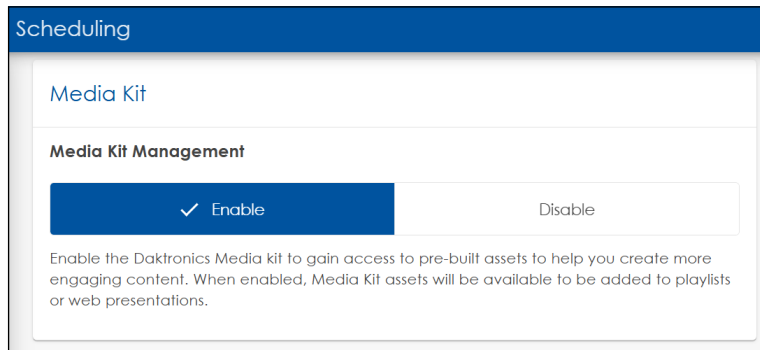 Scheduling
Media Kit
Media Kit Management
Enable
Disable
Enable the Daktronics Media kit to gain access to pre-built assets to help you create more
engaging content. When enabled, Media Kit assets will be available to be added to playlists
or web presentations.